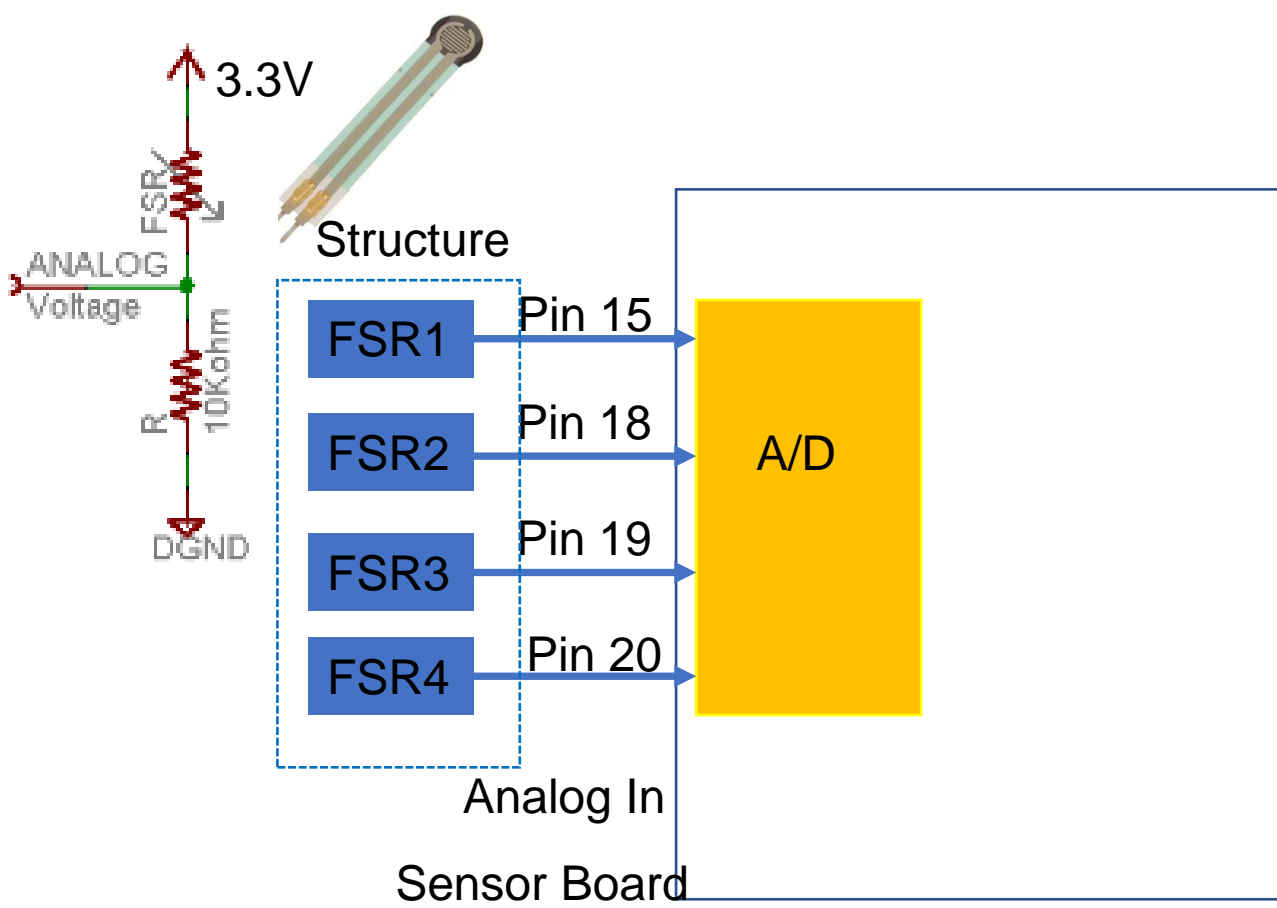 3.3V
FSR
ANALOG
Voltage
R
10Kohm
DGND
Structure
FSR1
Pin 15
FSR2
Pin 18
A/D
FSR3
Pin 19
FSR4
Pin 20
Analog In
Sensor Board